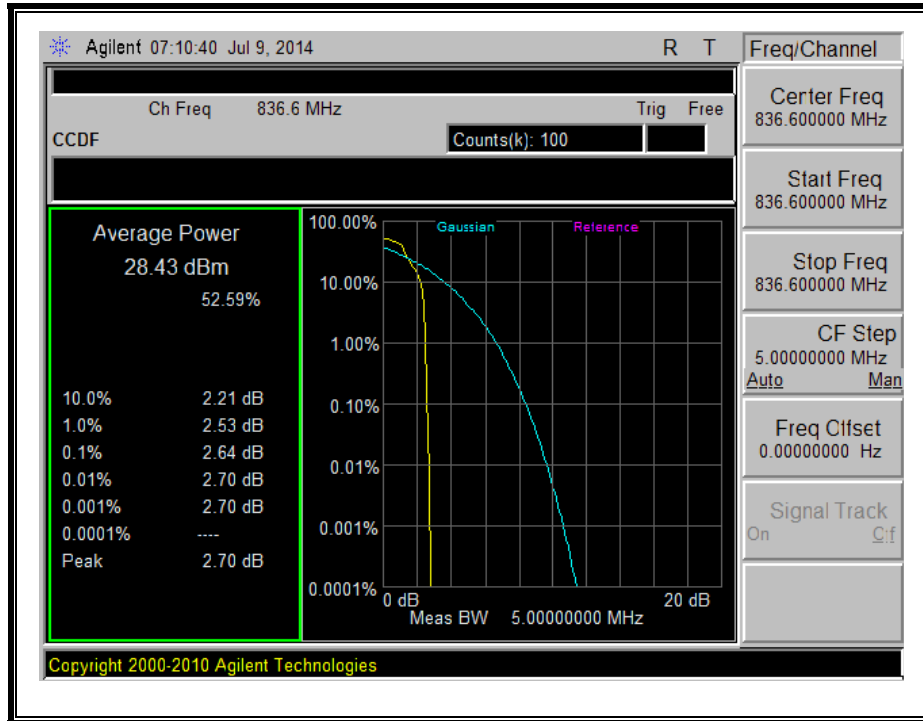 Agilent 07:10:40 Jul 9, 2014 R T
Ch Freq 836.6 MHz Trig Free
CCDF Counts(k): 100
Average Power
28.43 dBm
52.59%
10.0% 2.21 dB
1.0% 2.53 dB
0.1% 2.64 dB
0.01% 2.70 dB
0.001% 2.70 dB
0.0001% ----
Peak 2.70 dB
Gaussian Reference
100.00%
10.00%
1.00%
0.10%
0.01%
0.001%
0.0001%
0 dB 20 dB
Meas BW 5.00000000 MHz
Freq/Channel
Center Freq
836.600000 MHz
Start Freq
836.600000 MHz
Stop Freq
836.600000 MHz
CF Step
5.00000000 MHz
Auto Man
Freq Offset
0.00000000 Hz
Signal Track
On Off
Copyright 2000-2010 Agilent Technologies